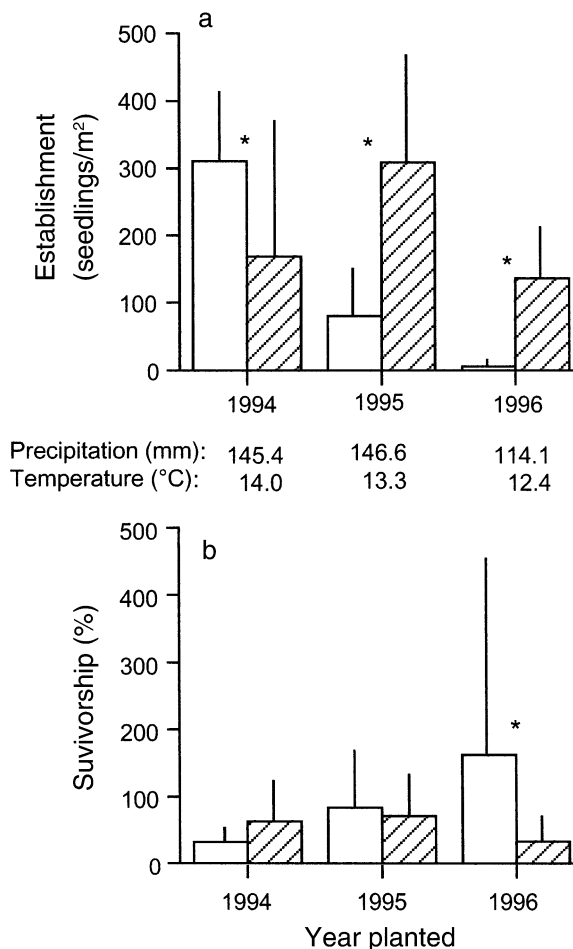 a
500
400
300
200
100
0
Establishment
(seedlings/m²)
*
*
*
1994 1995 1996
Precipitation (mm): 145.4 146.6 114.1
Temperature (°C): 14.0 13.3 12.4
b
500
400
300
200
100
0
Suvivorship (%)
*
1994 1995 1996
Year planted